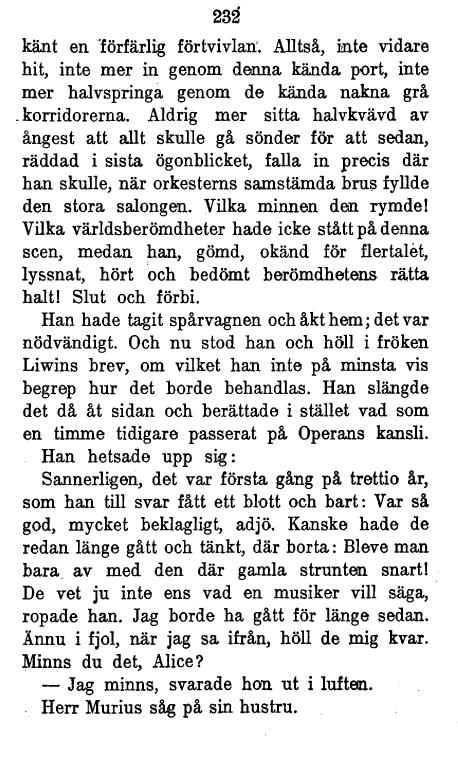 232
känt en förfärlig förtvivlan. Alltså, inte vidare
hit, inte mer in genom denna kända port, inte
mer halvspringa genom de kända nakna grå
korridorerna. Aldrig mer sitta halvkvävd av
ångest att allt skulle gå sönder för att sedan,
räddad i sista ögonblicket, falla in precis där
han skulle, när orkesterns samstämda brus fyllde
den stora salongen. Vilka minnen den rymde!
Vilka världsberömdheter hade icke stått på denna
scen, medan han, gömd, okänd för flertalet,
lyssnat, hört och bedömt berömdhetens rätta
halt! Slut och förbi.
Han hade tagit spårvagnen och åkt hem; det var
nödvändigt. Och nu stod han och höll i fröken
Liwins brev, om vilket han inte på minsta vis
begrep hur det borde behandlas. Han slängde
det då åt sidan och berättade i stället vad som
en timme tidigare passerat på Operans kansli.
Han hetsade upp sig:
Sannerligen, det var första gång på trettio år,
som han till svar fått ett blott och bart: Var så
god, mycket beklagligt, adjö. Kanske hade de
redan länge gått och tänkt, där borta: Bleve man
bara av med den där gamla strunten snart!
De vet ju inte ens vad en musiker vill säga,
ropade han. Jag borde ha gått för länge sedan.
Ännu i fjol, när jag sa ifrån, höll de mig kvar.
Minns du det, Alice?
— Jag minns, svarade hon ut i luften.
Herr Murius såg på sin hustru.